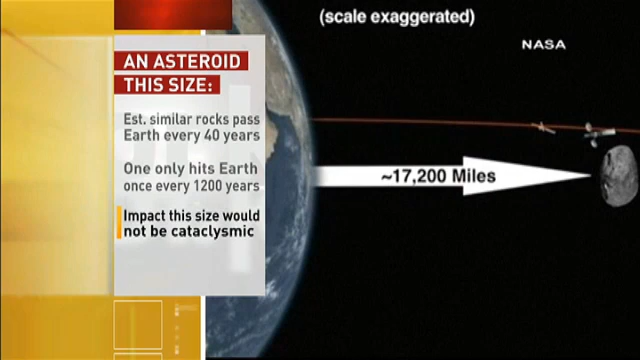 (scale exaggerated)
NASA
AN ASTEROID
THIS SIZE:
Est. similar rocks pass
Earth every 40 years
One only hits Earth
once every 1200 years
Impact this size would
not be cataclysmic
~17,200 Miles